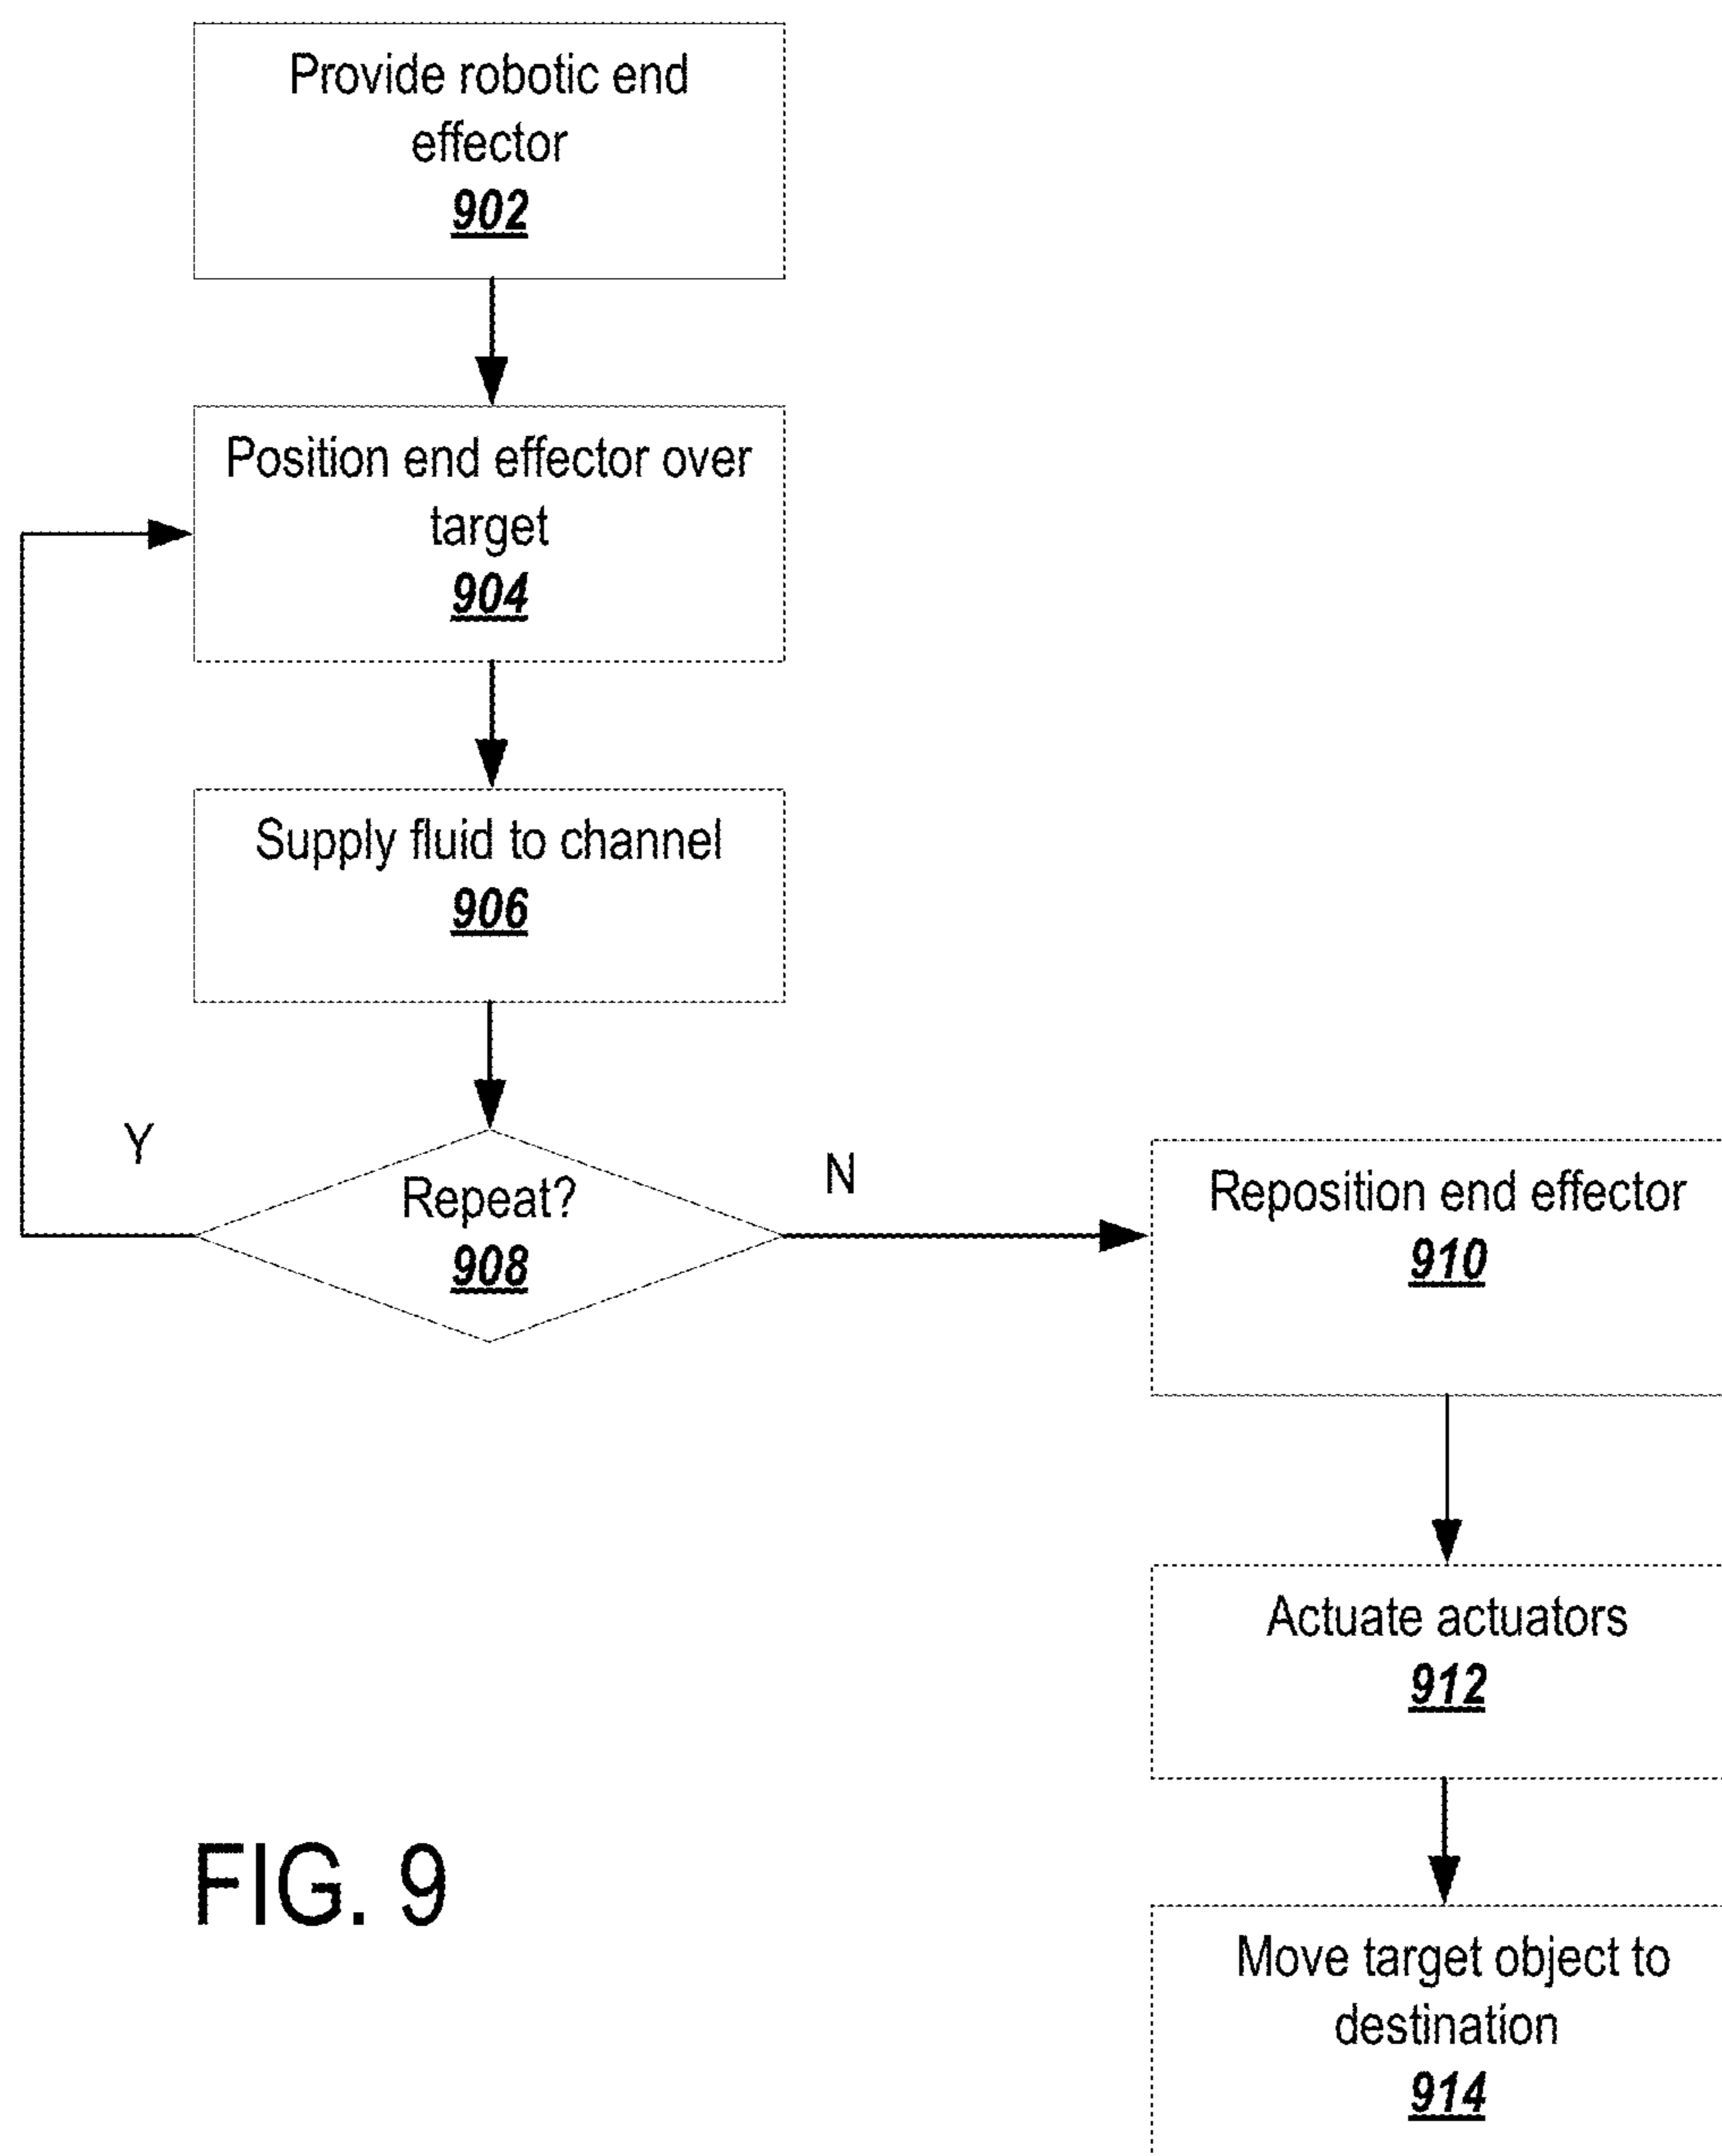 Provide robotic end
effector
902
Position end effector over
target
904
Supply fluid to channel
906
Y
Repeat?
908
N
Reposition end effector
910
Actuate actuators
912
Move target object to
destination
914
FIG. 9